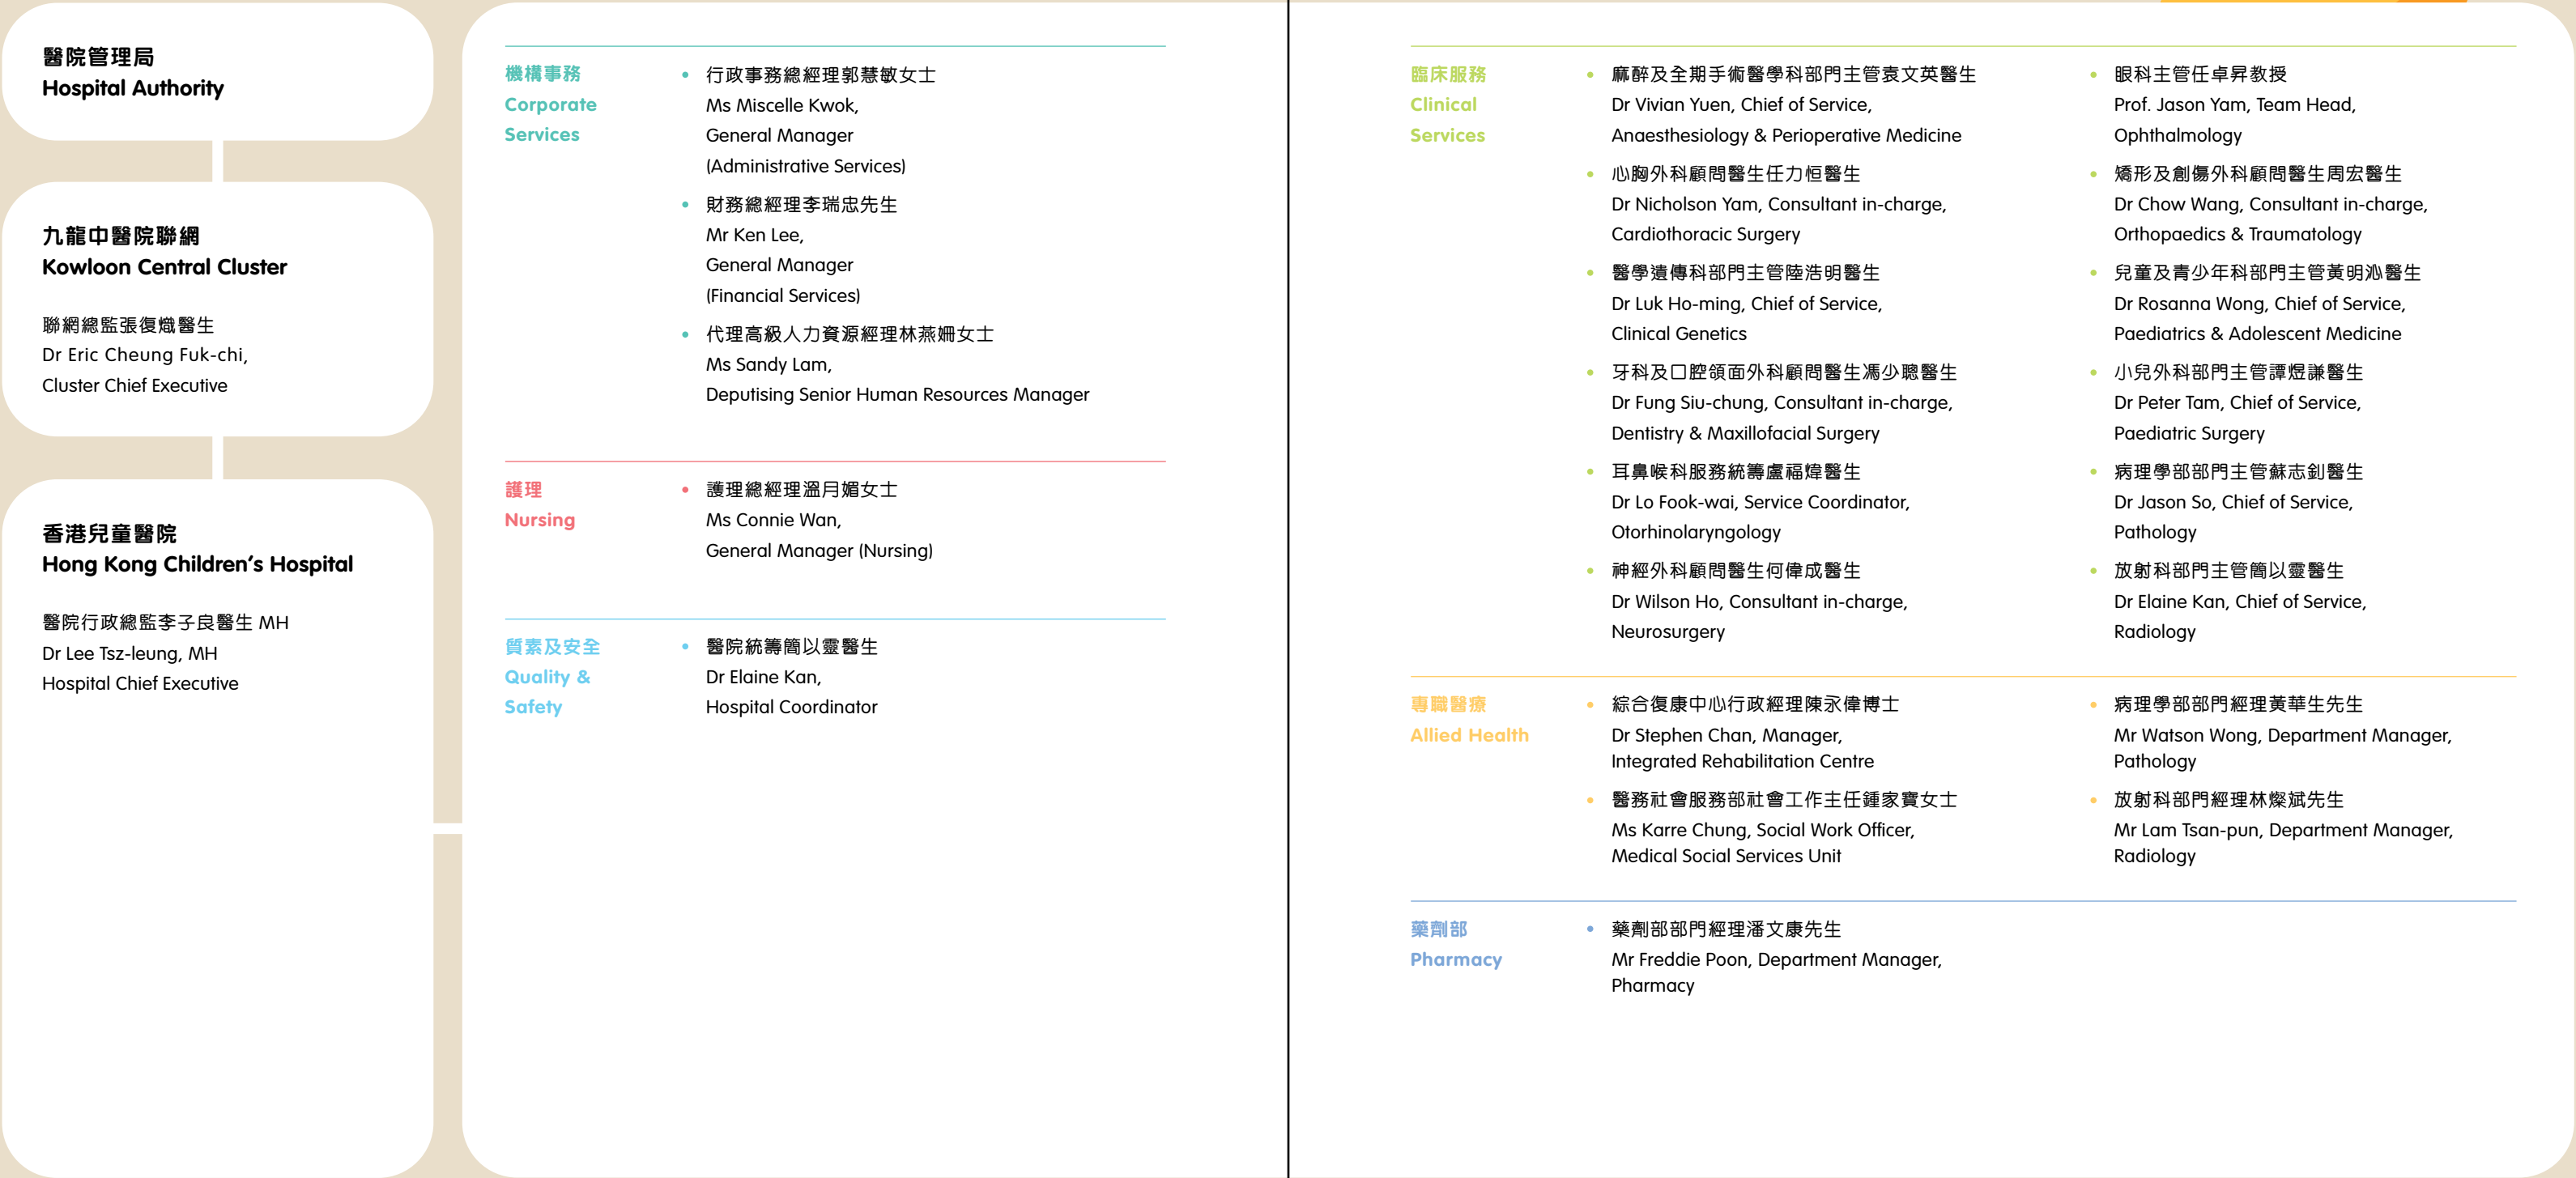 醫院管理局
Hospital Authority
九龍中醫院聯網
Kowloon Central Cluster
聯網總監張復熾醫生
Dr Eric Cheung Fuk-chi,
Cluster Chief Executive
香港兒童醫院
Hong Kong Children's Hospital
醫院行政總監李子良醫生 MH
Dr Lee Tsz-leung, MH
Hospital Chief Executive
機構事務
Corporate
Services
• 行政事務總經理郭慧敏女士
Ms Miscelle Kwok,
General Manager
(Administrative Services)
• 財務總經理李瑞忠先生
Mr Ken Lee,
General Manager
(Financial Services)
• 代理高級人力資源經理林燕姍女士
Ms Sandy Lam,
Deputising Senior Human Resources Manager
護理
Nursing
• 護理總經理溫月媚女士
Ms Connie Wan,
General Manager (Nursing)
質素及安全
Quality &
Safety
• 醫院統籌簡以靈醫生
Dr Elaine Kan,
Hospital Coordinator
臨床服務
Clinical
Services
• 麻醉及全期手術醫學科部門主管袁文英醫生
Dr Vivian Yuen, Chief of Service,
Anaesthesiology & Perioperative Medicine
• 心胸外科顧問醫生任力恒醫生
Dr Nicholson Yam, Consultant in-charge,
Cardiothoracic Surgery
• 醫學遺傳科部門主管陸浩明醫生
Dr Luk Ho-ming, Chief of Service,
Clinical Genetics
• 牙科及口腔頜面外科顧問醫生馮少聰醫生
Dr Fung Siu-chung, Consultant in-charge,
Dentistry & Maxillofacial Surgery
• 耳鼻喉科服務統籌盧福煒醫生
Dr Lo Fook-wai, Service Coordinator,
Otorhinolaryngology
• 神經外科顧問醫生何偉成醫生
Dr Wilson Ho, Consultant in-charge,
Neurosurgery
• 眼科主管任卓昇教授
Prof. Jason Yam, Team Head,
Ophthalmology
• 矯形及創傷外科顧問醫生周宏醫生
Dr Chow Wang, Consultant in-charge,
Orthopaedics & Traumatology
• 兒童及青少年科部門主管黃明沁醫生
Dr Rosanna Wong, Chief of Service,
Paediatrics & Adolescent Medicine
• 小兒外科部門主管譚煜謙醫生
Dr Peter Tam, Chief of Service,
Paediatric Surgery
• 病理學部部門主管蘇志釗醫生
Dr Jason So, Chief of Service,
Pathology
• 放射科部門主管簡以靈醫生
Dr Elaine Kan, Chief of Service,
Radiology
專職醫療
Allied Health
• 綜合復康中心行政經理陳永偉博士
Dr Stephen Chan, Manager,
Integrated Rehabilitation Centre
• 醫務社會服務部社會工作主任鍾家寶女士
Ms Karre Chung, Social Work Officer,
Medical Social Services Unit
• 病理學部部門經理黃華生先生
Mr Watson Wong, Department Manager,
Pathology
• 放射科部門經理林燦斌先生
Mr Lam Tsan-pun, Department Manager,
Radiology
藥劑部
Pharmacy
• 藥劑部部門經理潘文康先生
Mr Freddie Poon, Department Manager,
Pharmacy